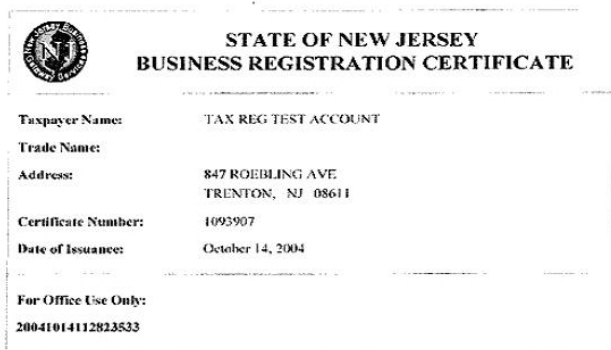 STATE OF NEW JERSEY
BUSINESS REGISTRATION CERTIFICATE
Taxpayer Name: TAX REG TEST ACCOUNT
Trade Name:
Address: 847 ROEBLING AVE
TRENTON, NJ 08611
Certificate Number: 1093907
Date of Issuance: October 14, 2004
For Office Use Only:
20041014112823533